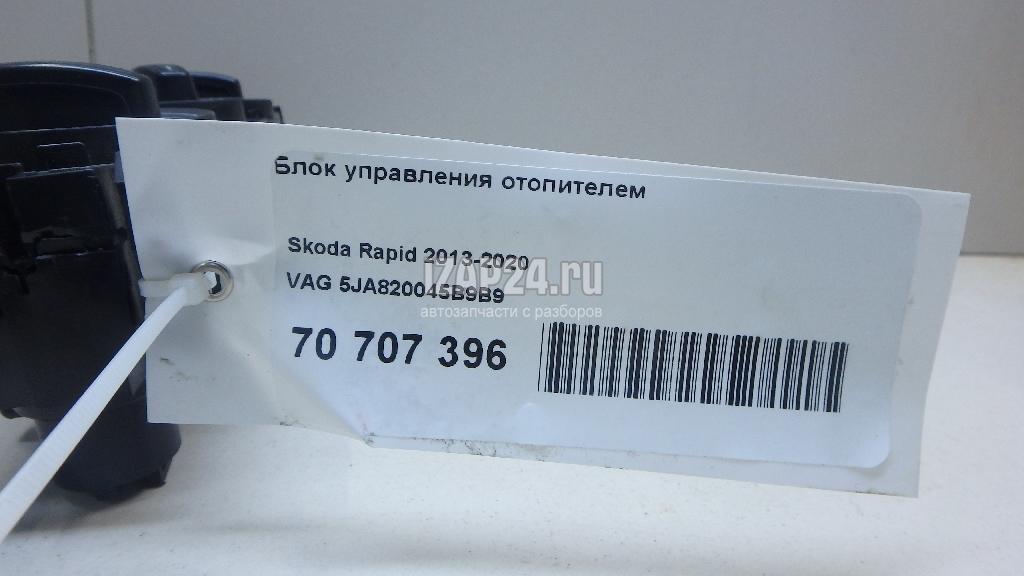 Блок управления отопителем
Skoda Rapid 2013-2020
IZAP24.ru
VAG 5JA820045B9B9
автозапчасти с разборов
70 707 396